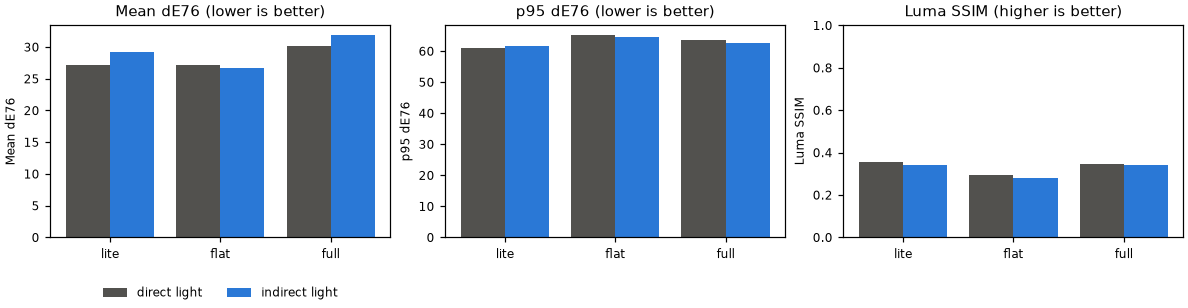 Mean dE76 (lower is better)
Mean dE76
30
25
20
15
10
5
0
lite flat full
p95 dE76 (lower is better)
p95 dE76
60
50
40
30
20
10
0
lite flat full
Luma SSIM (higher is better)
Luma SSIM
1.0
0.8
0.6
0.4
0.2
0.0
lite flat full
direct light indirect light